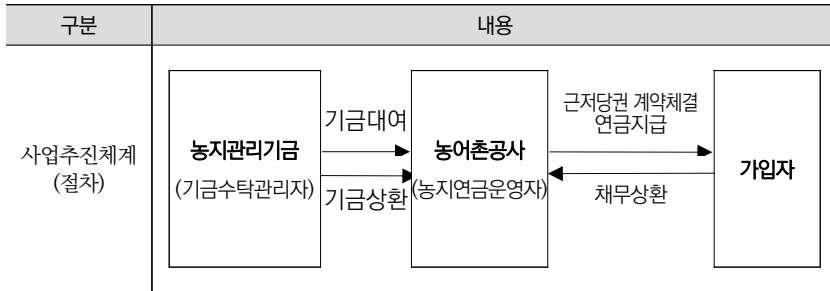 구분
내용
사업추진체계
(절차)
농지관리기금
(기금수탁관리자)
기금대여
기금상환
농어촌공사
(농지연금운영자)
근저당권 계약체결
연금지급
채무상환
가입자